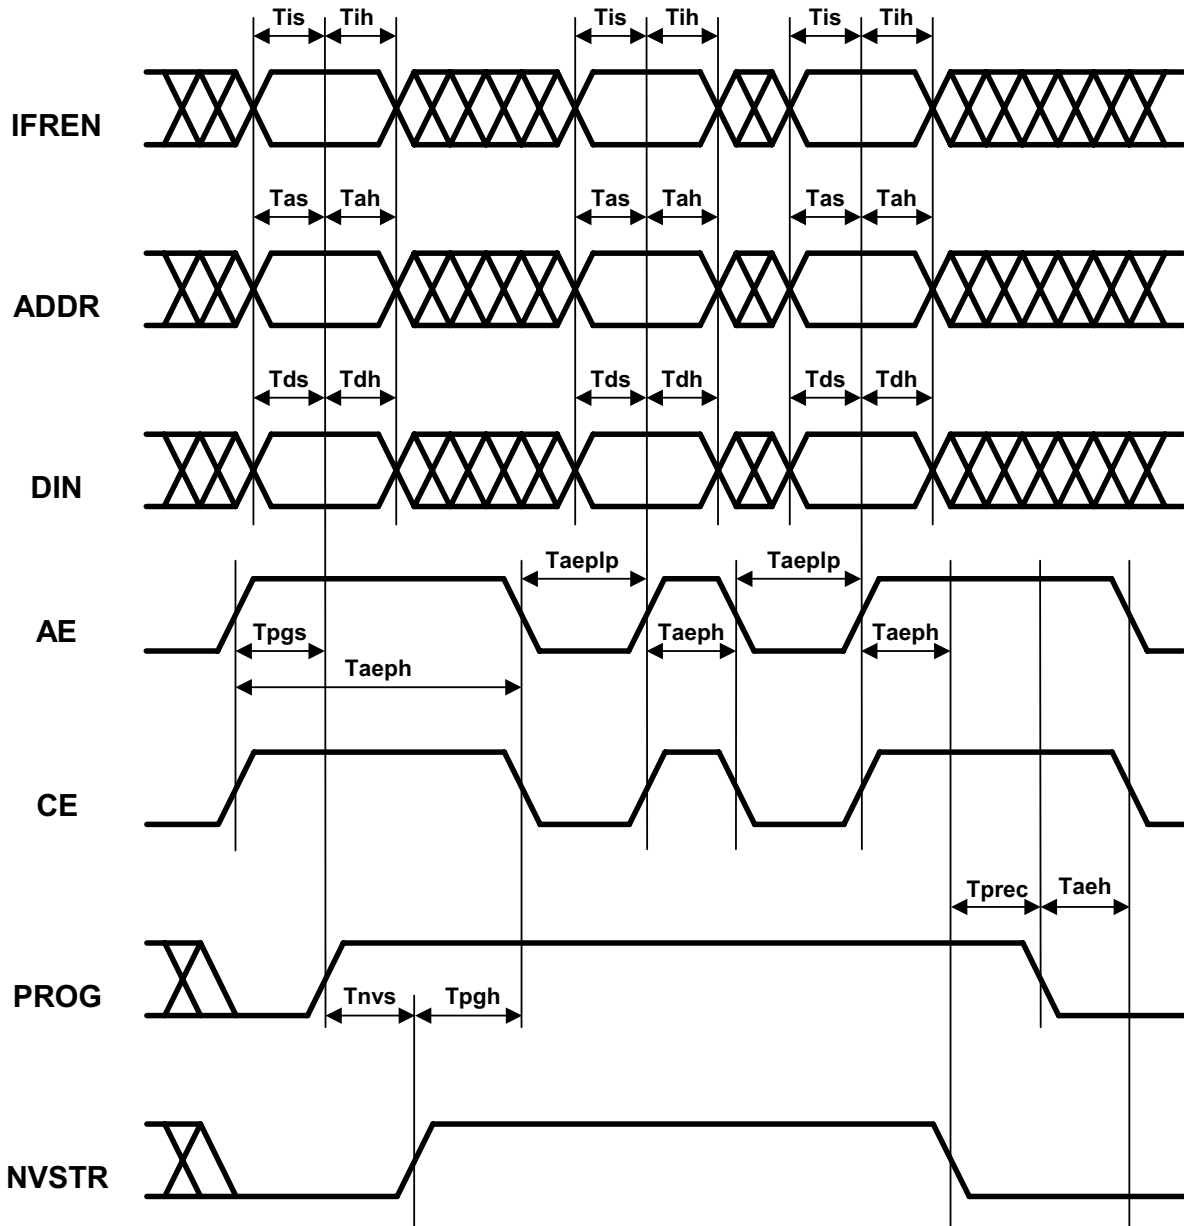 Tis Tih Tis Tih Tis Tih
IFREN
Tas Tah Tas Tah Tas Tah
ADDR
Tds Tdh Tds Tdh Tds Tdh
DIN
Taeplp Taeplp
AE
Tpgs Taeph Taeph
Taeph
CE
Tprec Taeh
PROG
Tnvs Tpgh
NVSTR